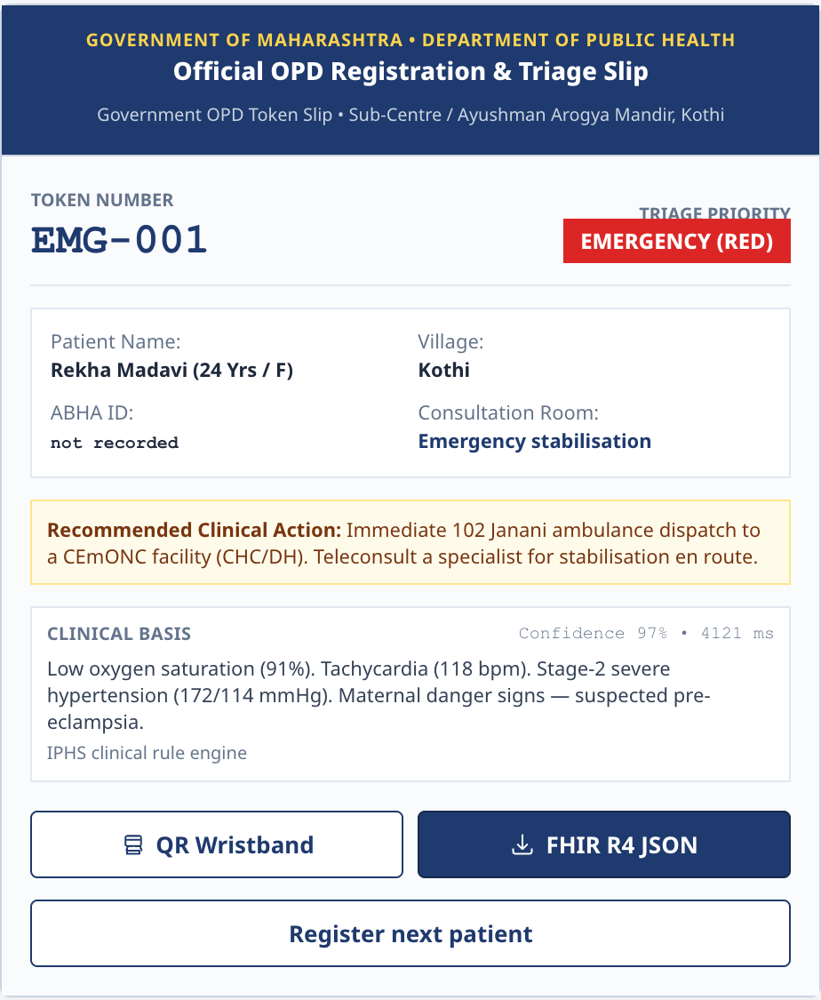 GOVERNMENT OF MAHARASHTRA • DEPARTMENT OF PUBLIC HEALTH
Official OPD Registration & Triage Slip
Government OPD Token Slip • Sub-Centre / Ayushman Arogya Mandir, Kothi
TOKEN NUMBER
EMG-001
TRIAGE PRIORITY
EMERGENCY (RED)
Patient Name:
Rekha Madavi (24 Yrs / F)
Village:
Kothi
ABHA ID:
not recorded
Consultation Room:
Emergency stabilisation
Recommended Clinical Action: Immediate 102 Janani ambulance dispatch to
a CEmONC facility (CHC/DH). Teleconsult a specialist for stabilisation en route.
CLINICAL BASIS
Confidence 97% • 4121 ms
Low oxygen saturation (91%). Tachycardia (118 bpm). Stage-2 severe
hypertension (172/114 mmHg). Maternal danger signs — suspected pre-
eclampsia.
IPHS clinical rule engine
QR Wristband
FHIR R4 JSON
Register next patient